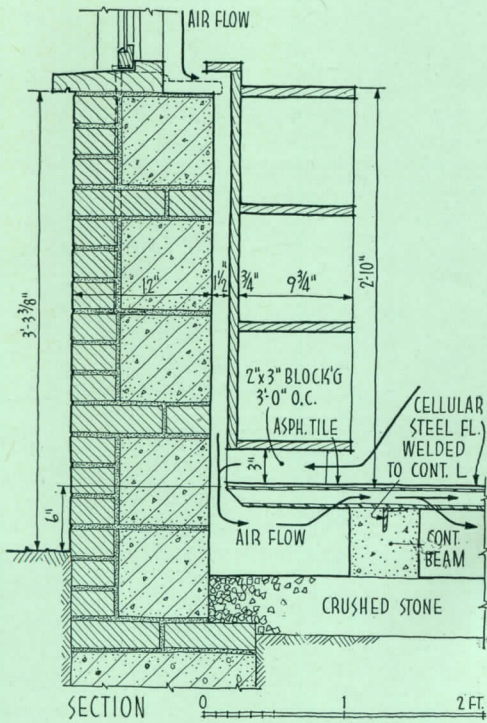 AIR FLOW
3'-3 3/8"
12"
1 1/2"
3/4"
9 3/4"
2'-10"
2"x3" BLOCK'G
3'-0" O.C.
ASPH. TILE
CELLULAR
STEEL FL.
WELDED
TO CONT. L
3"
6"
AIR FLOW
CONT.
BEAM
CRUSHED STONE
SECTION
0 1 2 FT.